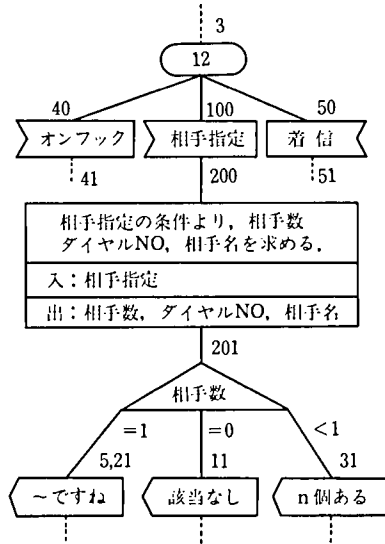 3
12
40
100
50
オンフック
相手指定
着信
41
200
51
相手指定の条件より，相手数
ダイヤルNO，相手名を求める．
入：相手指定
出：相手数，ダイヤルNO，相手名
201
相手数
=1
=0
<1
5,21
11
31
～ですね
該当なし
n個ある